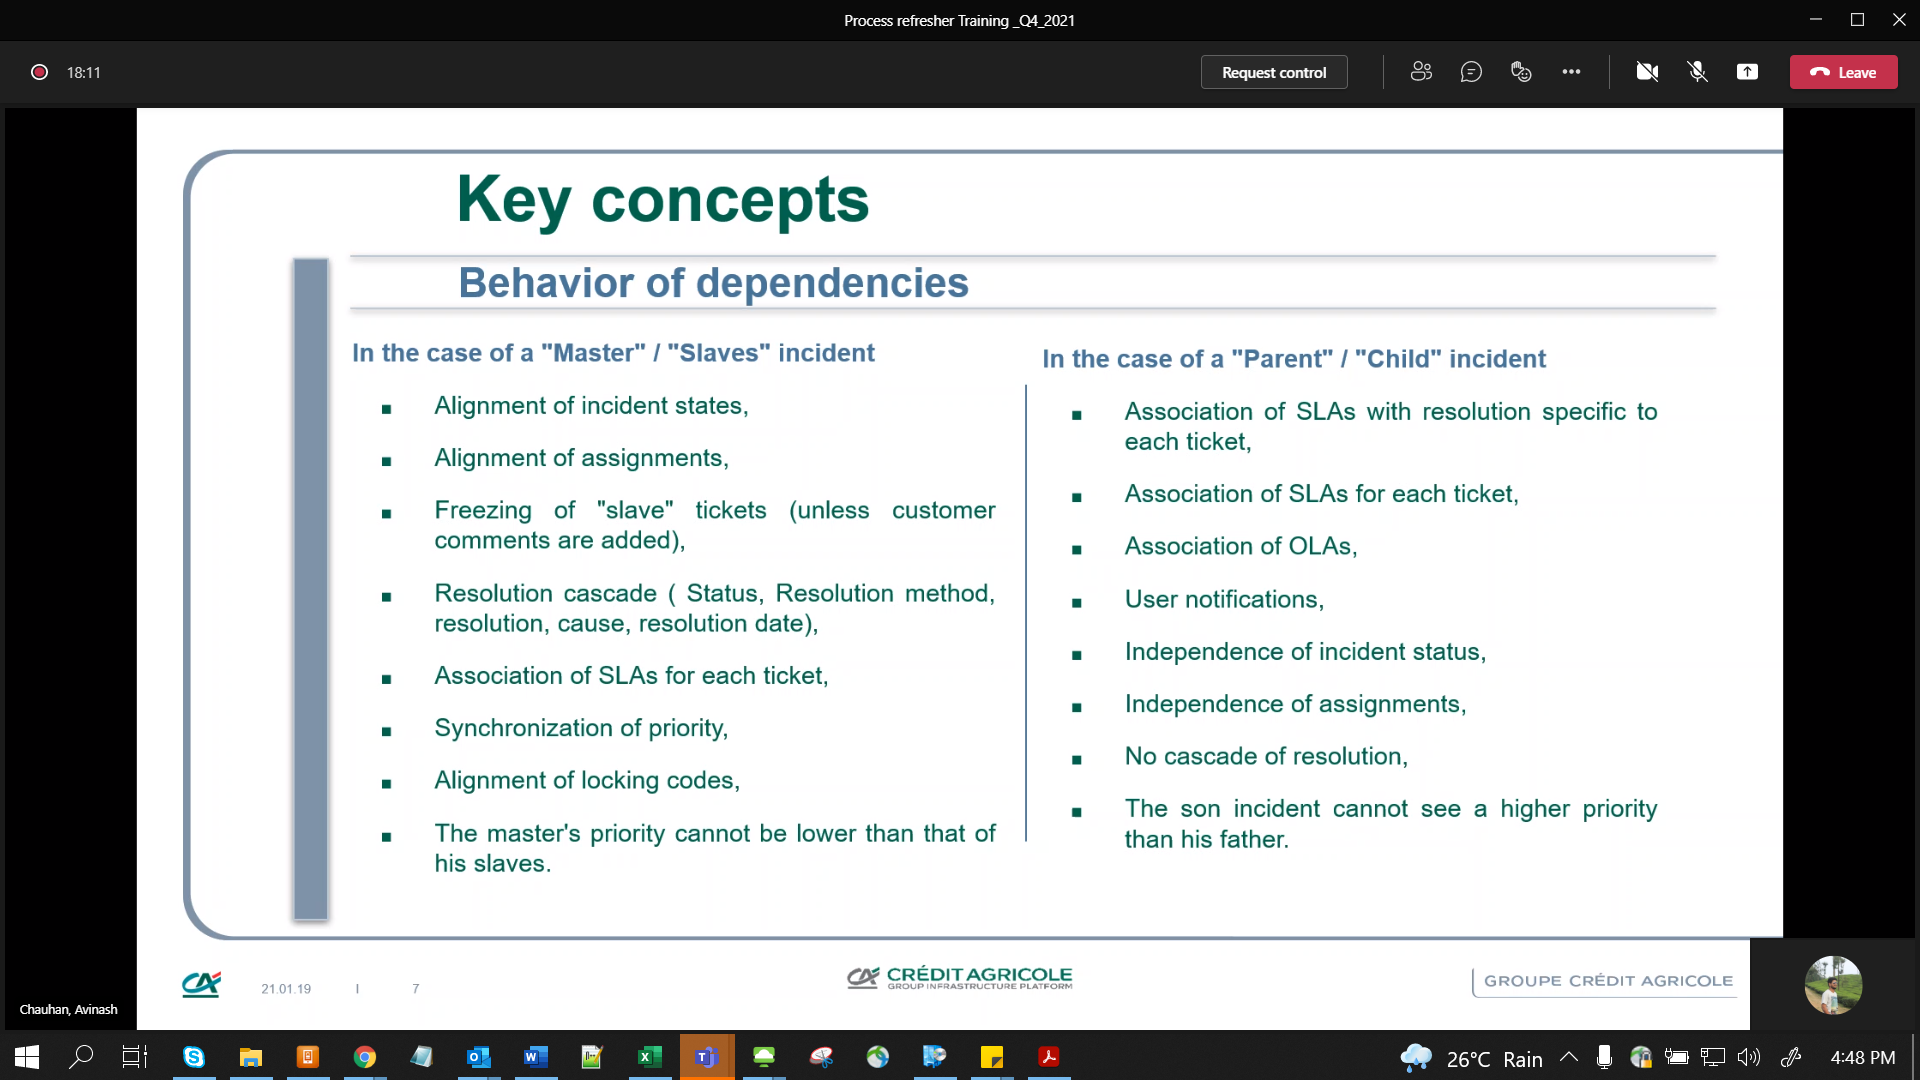 Process refresher Training _Q4_2021
18:11
Request control
Leave
Key concepts
Behavior of dependencies
In the case of a "Master" / "Slaves" incident
▪ Alignment of incident states,
▪ Alignment of assignments,
▪ Freezing of "slave" tickets (unless customer
comments are added),
▪ Resolution cascade ( Status, Resolution method,
resolution, cause, resolution date),
▪ Association of SLAs for each ticket,
▪ Synchronization of priority,
▪ Alignment of locking codes,
▪ The master's priority cannot be lower than that of
his slaves.
In the case of a "Parent" / "Child" incident
▪ Association of SLAs with resolution specific to
each ticket,
▪ Association of SLAs for each ticket,
▪ Association of OLAs,
▪ User notifications,
▪ Independence of incident status,
▪ Independence of assignments,
▪ No cascade of resolution,
▪ The son incident cannot see a higher priority
than his father.
CA
21.01.19 I 7
CA CRÉDIT AGRICOLE
GROUP INFRASTRUCTURE PLATFORM
GROUPE CRÉDIT AGRICOLE
Chauhan, Avinash
26°C Rain
4:48 PM